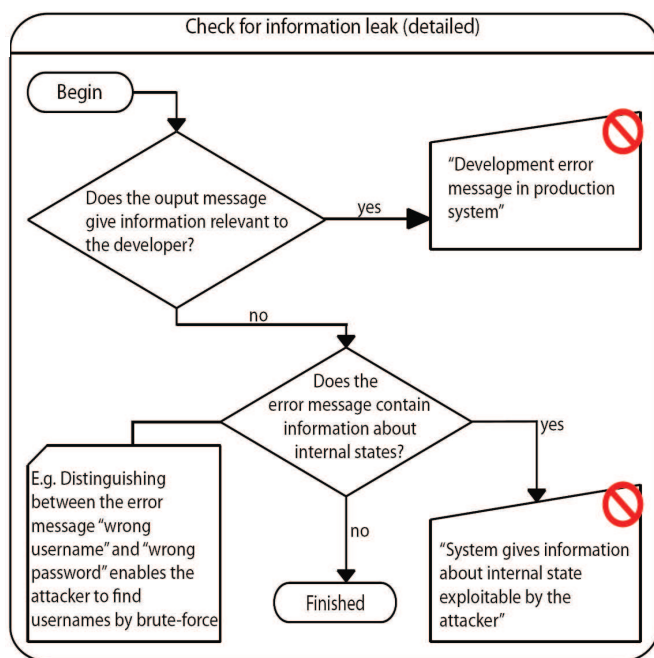 Check for information leak (detailed)
Begin
Does the ouput message
give information relevant to
the developer?
yes
"Development error
message in production
system"
no
Does the
error message contain
information about
internal states?
yes
E.g. Distinguishing
between the error
message "wrong
username" and "wrong
password" enables the
attacker to find
usernames by brute-force
no
"System gives information
about internal state
exploitable by the
attacker"
Finished